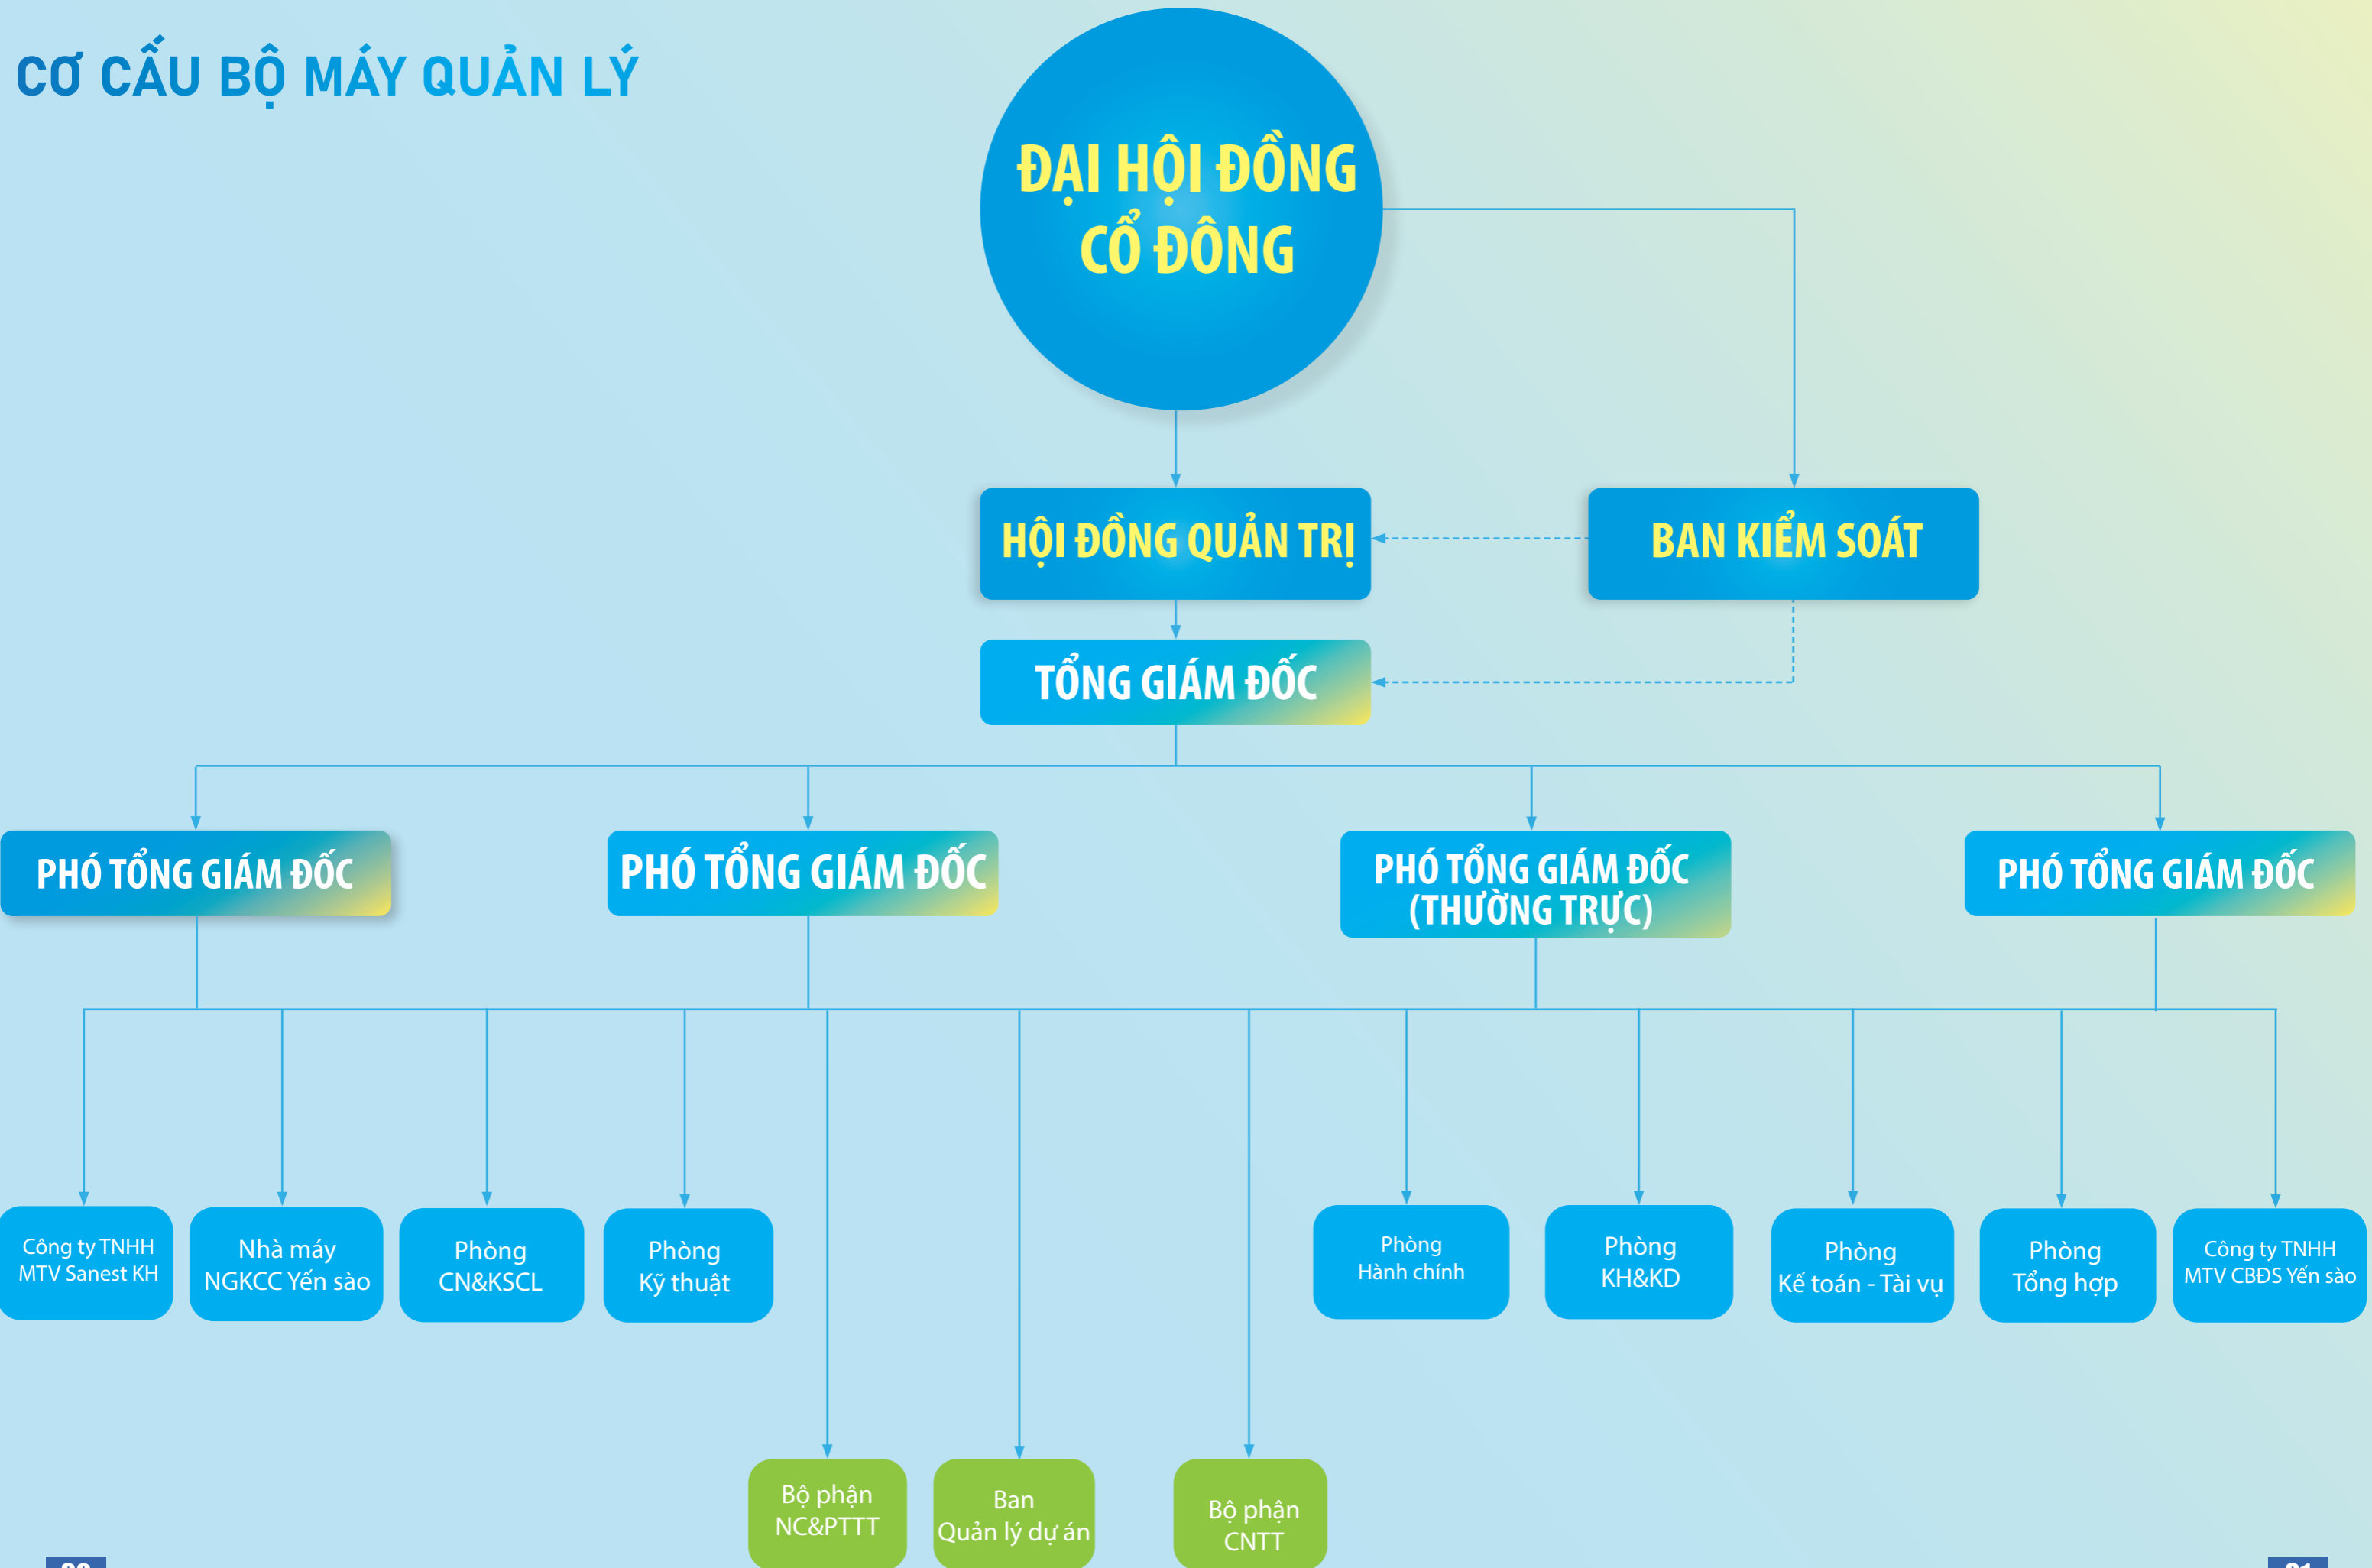 CƠ CẤU BỘ MÁY QUẢN LÝ
ĐẠI HỘI ĐỒNG
CỔ ĐÔNG
HỘI ĐỒNG QUẢN TRỊ
BAN KIỂM SOÁT
TỔNG GIÁM ĐỐC
PHÓ TỔNG GIÁM ĐỐC
PHÓ TỔNG GIÁM ĐỐC
PHÓ TỔNG GIÁM ĐỐC
(THƯỜNG TRỰC)
PHÓ TỔNG GIÁM ĐỐC
Công ty TNHH
MTV Sanest KH
Nhà máy
NGKCC Yến sào
Phòng
CN&KSCL
Phòng
Kỹ thuật
Phòng
Hành chính
Phòng
KH&KD
Phòng
Kế toán - Tài vụ
Phòng
Tổng hợp
Công ty TNHH
MTV CBĐS Yến sào
Bộ phận
NC&PTTT
Ban
Quản lý dự án
Bộ phận
CNTT